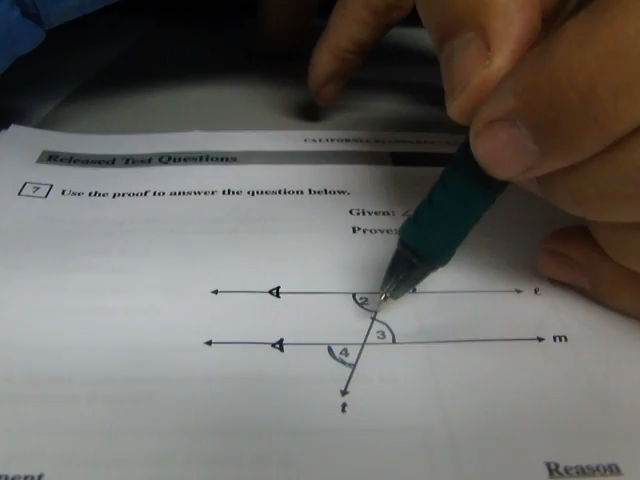 CALIFORNIA
Released Test Questions
7 Use the proof to answer the question below.
Given: ∠
Prove:
2 ℓ
3 m
4
t
Reason